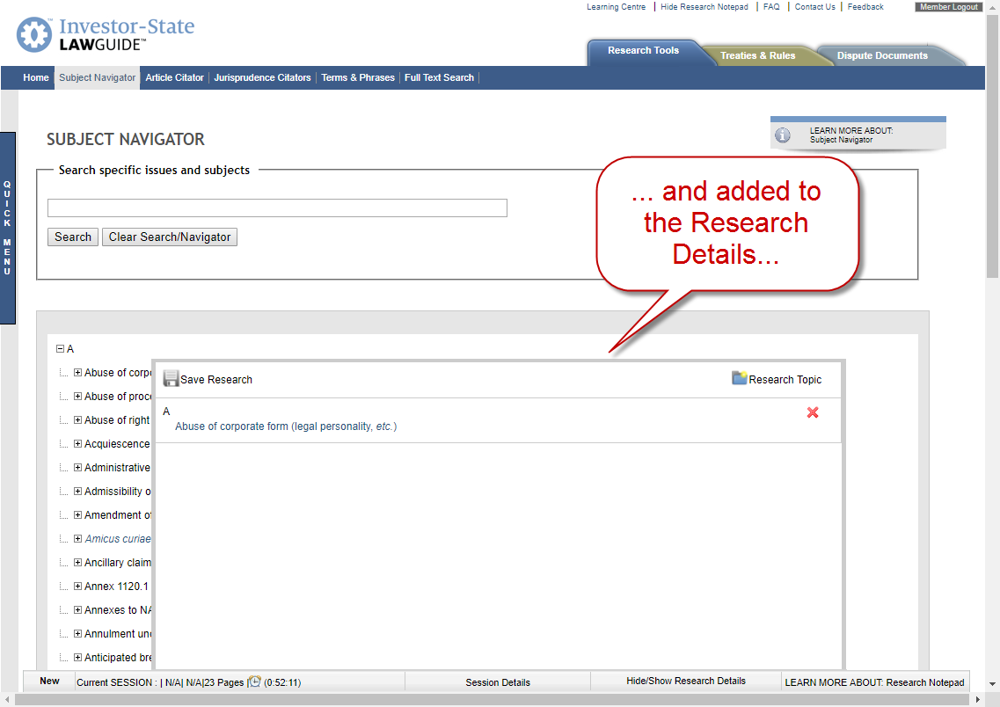 Learning Centre | Hide Research Notepad | FAQ | Contact Us | Feedback
Member Logout
Investor-State
LAWGUIDE™
Research Tools
Treaties & Rules
Dispute Documents
Home | Subject Navigator | Article Citator | Jurisprudence Citators | Terms & Phrases | Full Text Search |
QUICK MENU
SUBJECT NAVIGATOR
LEARN MORE ABOUT:
Subject Navigator
Search specific issues and subjects
... and added to
the Research
Details...
Search
Clear Search/Navigator
A
Abuse of corpo
Abuse of proc
Abuse of right
Acquiescence
Administrative
Admissibility o
Amendment of
Amicus curiae
Ancillary claim
Annex 1120.1
Annexes to NA
Annulment und
Anticipated bre
Save Research
Research Topic
A
Abuse of corporate form (legal personality, etc.)
New
Current SESSION : | N/A| N/A|23 Pages | (0:52:11)
Session Details
Hide/Show Research Details
LEARN MORE ABOUT: Research Notepad